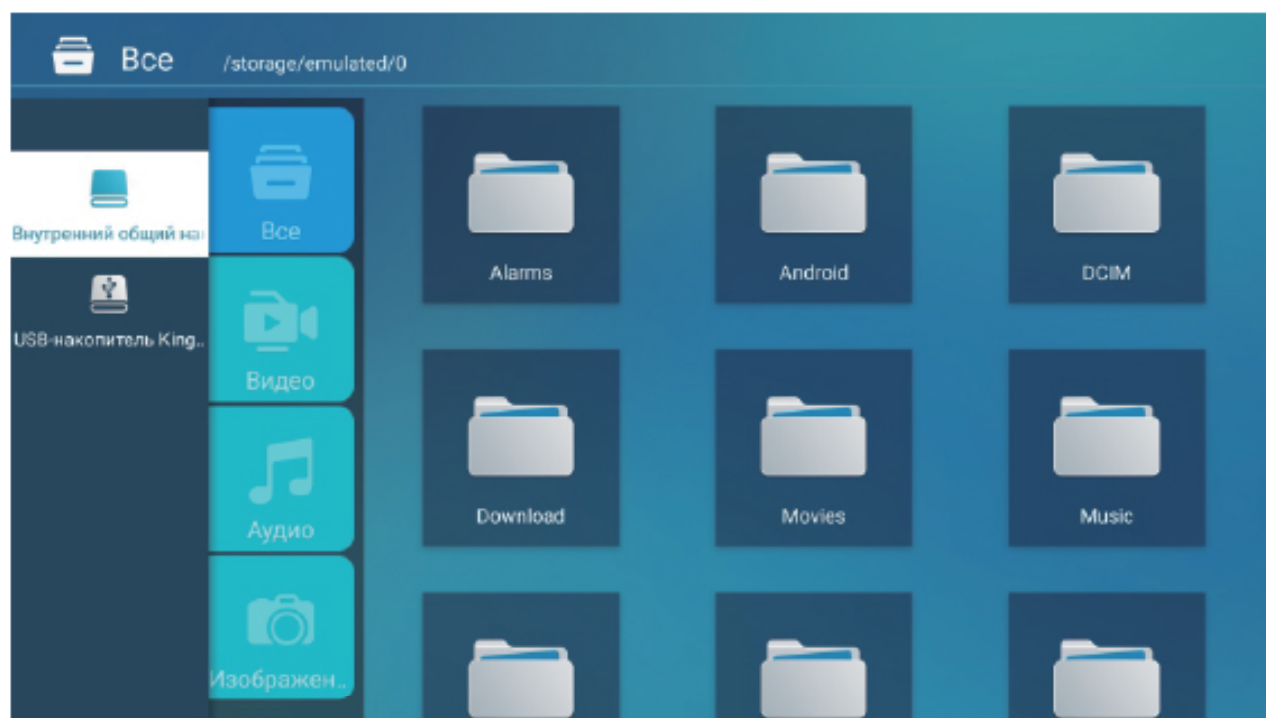 Все /storage/emulated/0
Внутренний общий на
USB-накопитель King..
Все
Видео
Аудио
Изображен..
Alarms Android DCIM
Download Movies Music